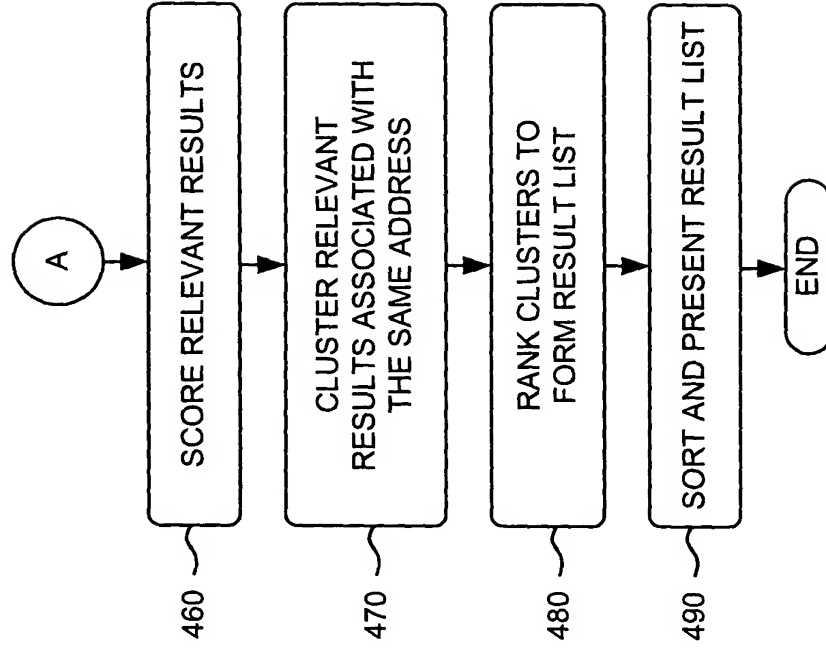 A
460
SCORE RELEVANT RESULTS
470
CLUSTER RELEVANT
RESULTS ASSOCIATED WITH
THE SAME ADDRESS
480
RANK CLUSTERS TO
FORM RESULT LIST
490
SORT AND PRESENT RESULT LIST
END